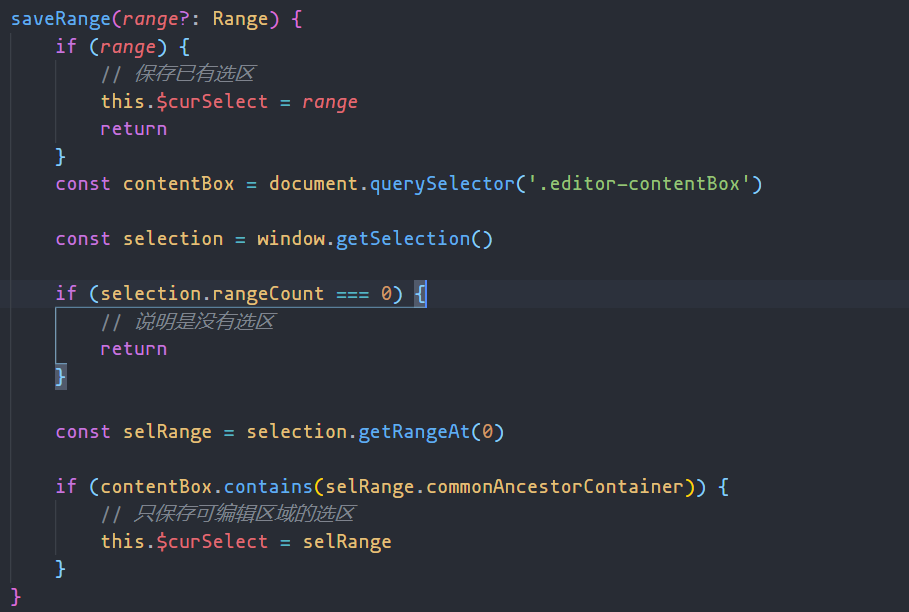 saveRange(range?: Range) {
if (range) {
// 保存已有选区
this.$curSelect = range
return
}
const contentBox = document.querySelector('.editor-contentBox')
const selection = window.getSelection()
if (selection.rangeCount === 0) {
// 说明是没有选区
return
}
const selRange = selection.getRangeAt(0)
if (contentBox.contains(selRange.commonAncestorContainer)) {
// 只保存可编辑区域的选区
this.$curSelect = selRange
}
}